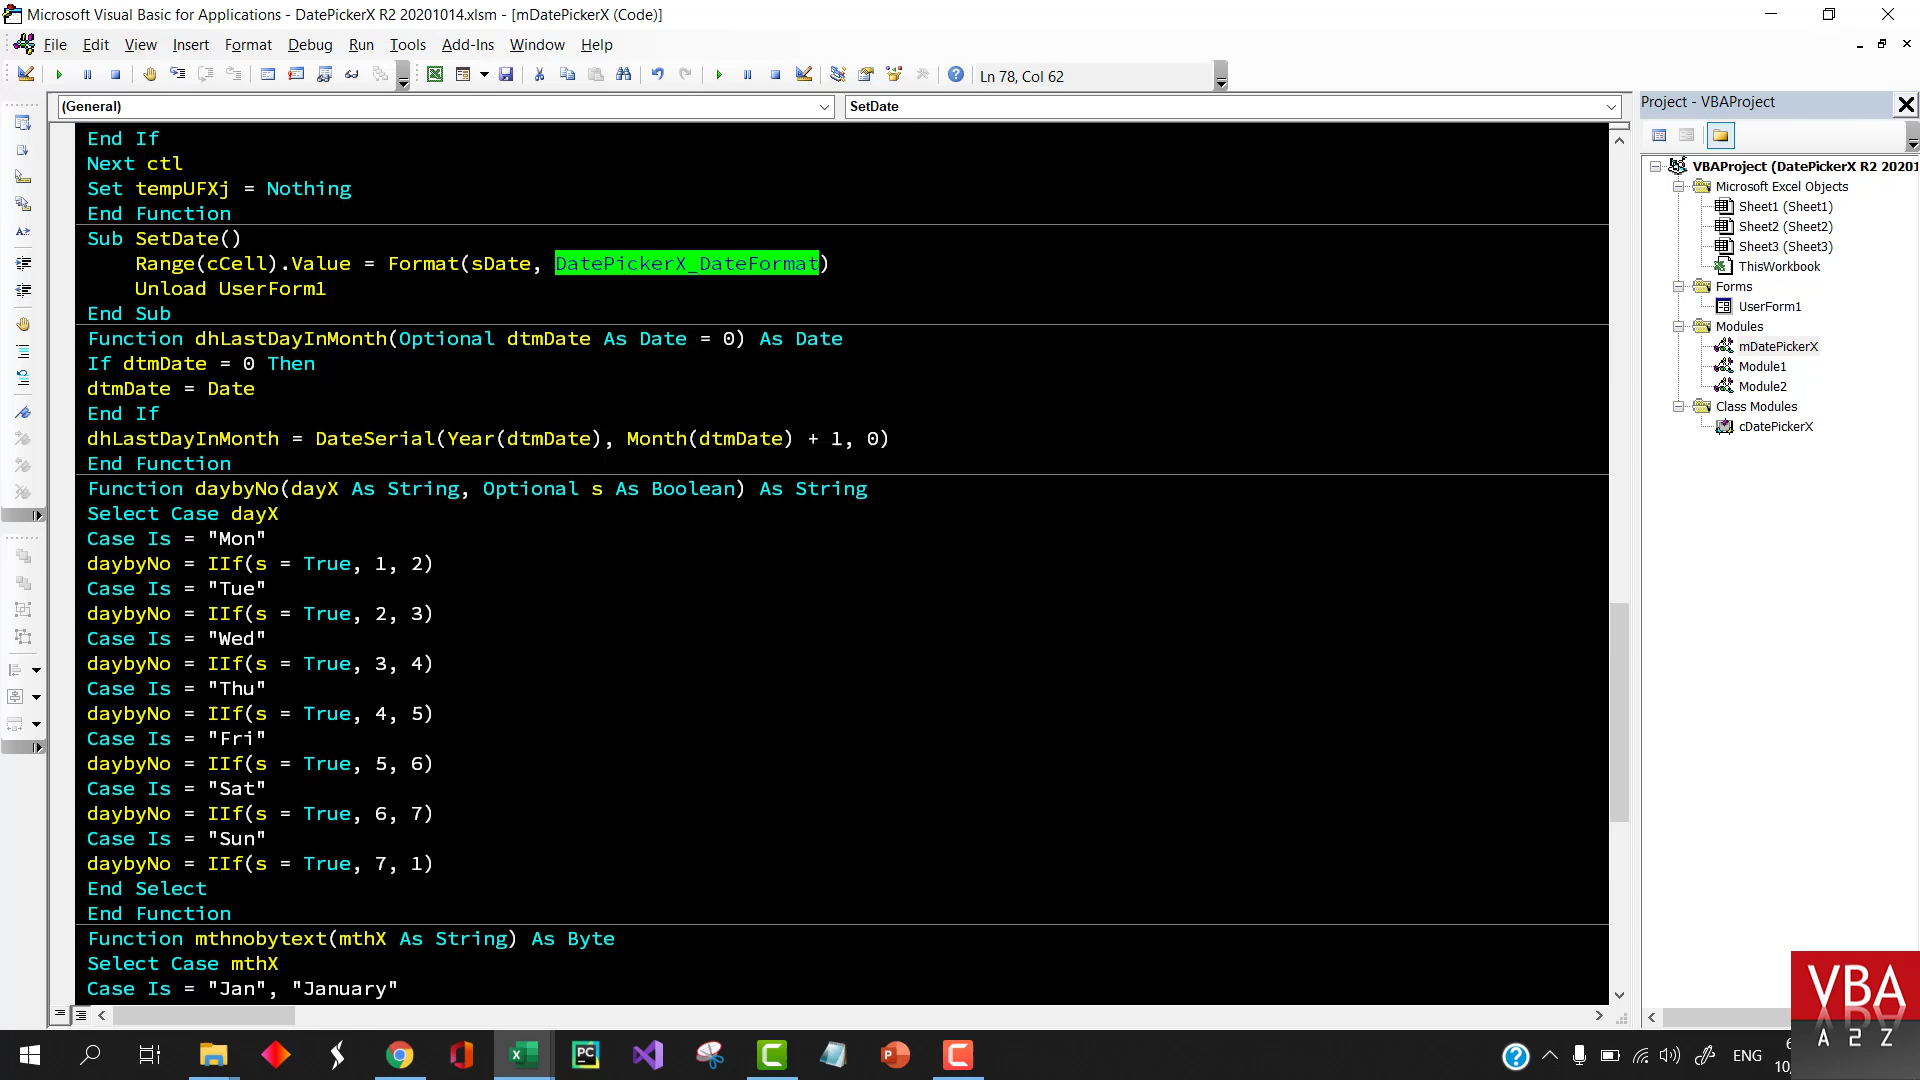 Microsoft Visual Basic for Applications - DatePickerX R2 20201014.xlsm - [mDatePickerX (Code)]
File Edit View Insert Format Debug Run Tools Add-Ins Window Help
Ln 78, Col 62
(General)
SetDate
End If
Next ctl
Set tempUFXj = Nothing
End Function
Sub SetDate()
Range(cCell).Value = Format(sDate, DatePickerX_DateFormat)
Unload UserForm1
End Sub
Function dhLastDayInMonth(Optional dtmDate As Date = 0) As Date
If dtmDate = 0 Then
dtmDate = Date
End If
dhLastDayInMonth = DateSerial(Year(dtmDate), Month(dtmDate) + 1, 0)
End Function
Function daybyNo(dayX As String, Optional s As Boolean) As String
Select Case dayX
Case Is = "Mon"
daybyNo = IIf(s = True, 1, 2)
Case Is = "Tue"
daybyNo = IIf(s = True, 2, 3)
Case Is = "Wed"
daybyNo = IIf(s = True, 3, 4)
Case Is = "Thu"
daybyNo = IIf(s = True, 4, 5)
Case Is = "Fri"
daybyNo = IIf(s = True, 5, 6)
Case Is = "Sat"
daybyNo = IIf(s = True, 6, 7)
Case Is = "Sun"
daybyNo = IIf(s = True, 7, 1)
End Select
End Function
Function mthnobytext(mthX As String) As Byte
Select Case mthX
Case Is = "Jan", "January"
Project - VBAProject
VBAProject (DatePickerX R2 20201
Microsoft Excel Objects
Sheet1 (Sheet1)
Sheet2 (Sheet2)
Sheet3 (Sheet3)
ThisWorkbook
Forms
UserForm1
Modules
mDatePickerX
Module1
Module2
Class Modules
cDatePickerX
VBA
A 2 Z
ENG